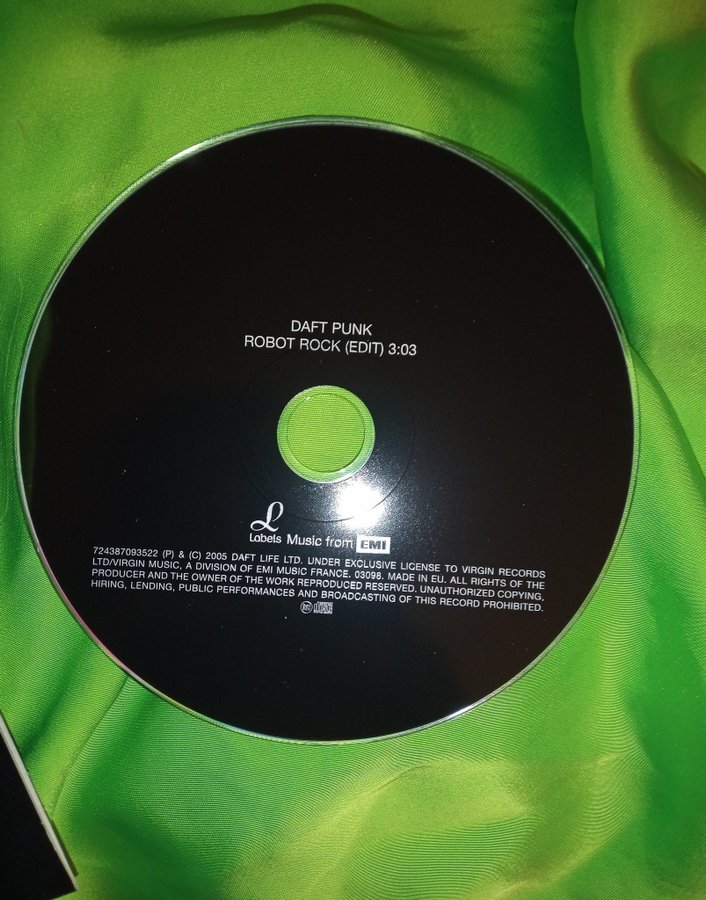 DAFT PUNK
ROBOT ROCK (EDIT) 3:03
L
Labels Music from EMI
724387093522 (P) & (C) 2005 DAFT LIFE LTD. UNDER EXCLUSIVE LICENSE TO VIRGIN RECORDS
LTD/VIRGIN MUSIC, A DIVISION OF EMI MUSIC FRANCE. 03098. MADE IN EU. ALL RIGHTS OF THE
PRODUCER AND THE OWNER OF THE WORK REPRODUCED RESERVED. UNAUTHORIZED COPYING,
HIRING, LENDING, PUBLIC PERFORMANCES AND BROADCASTING OF THIS RECORD PROHIBITED.